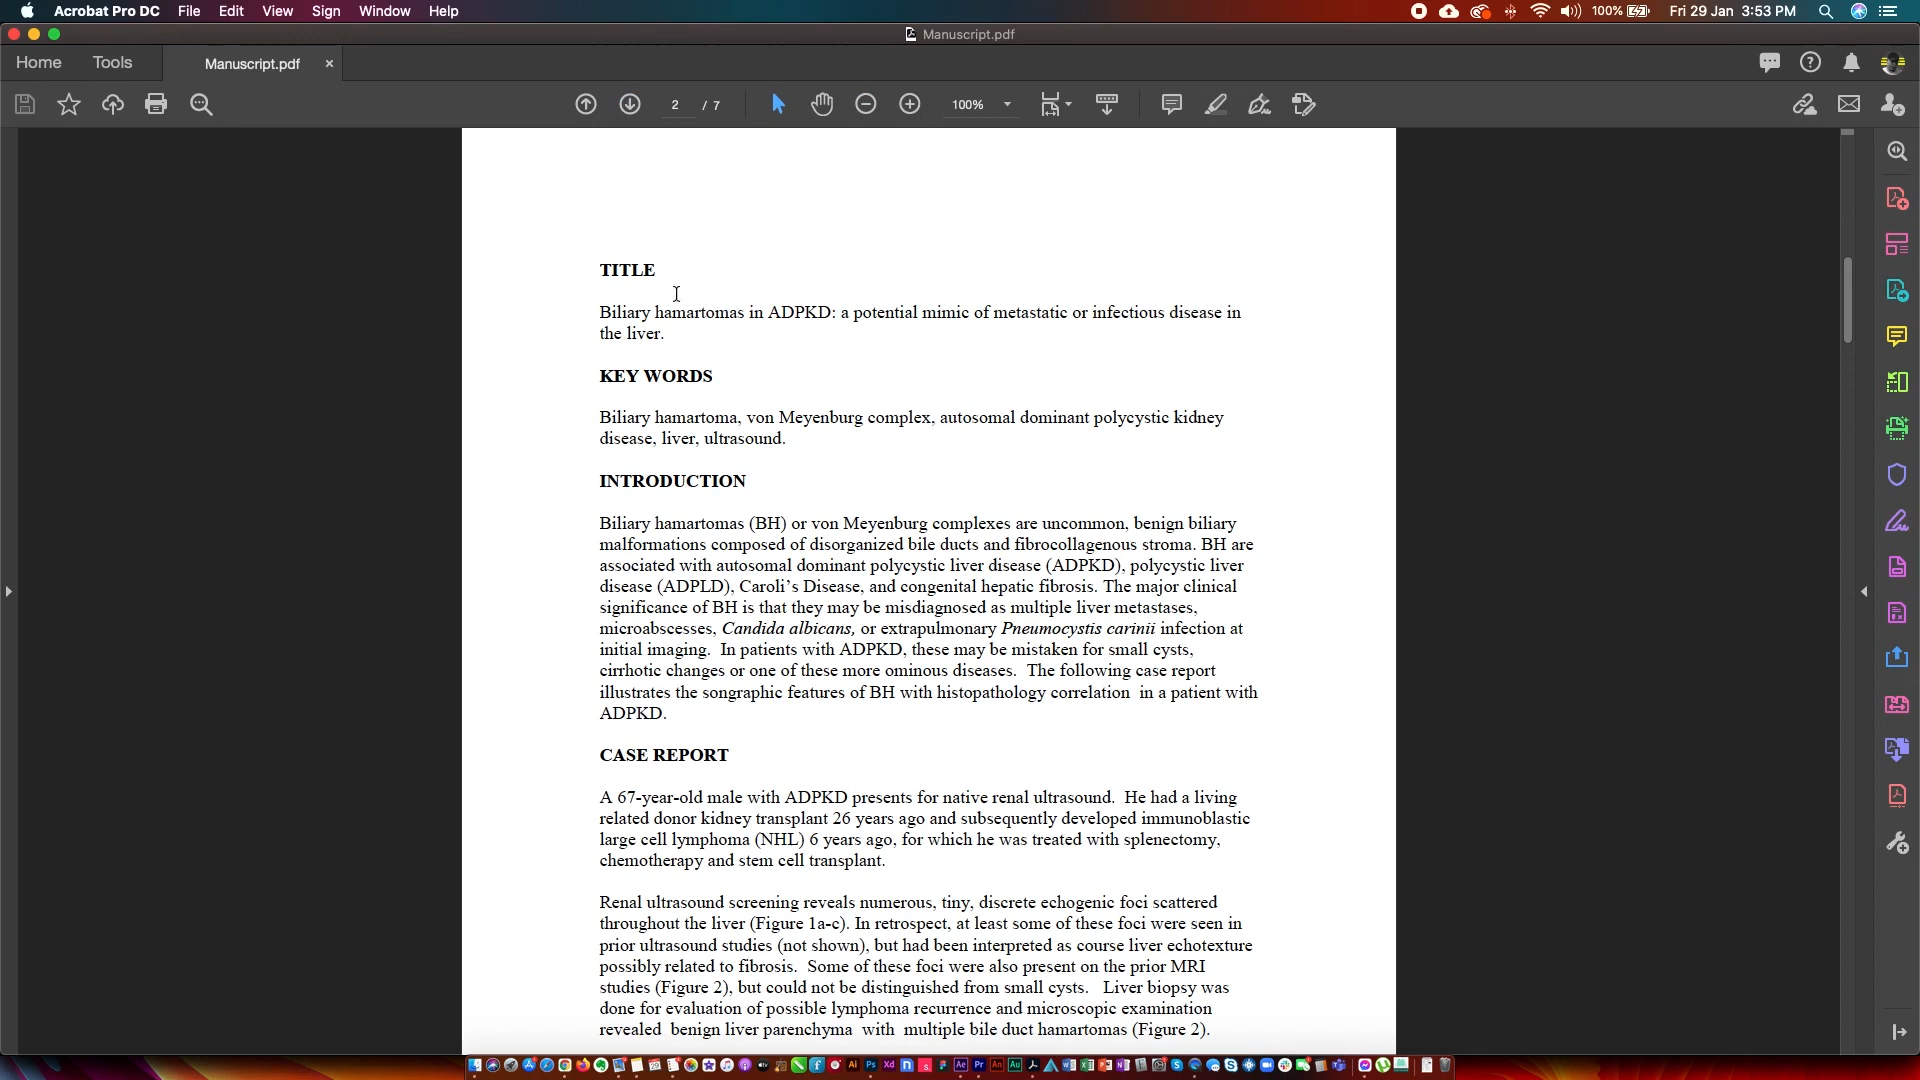 Acrobat Pro DC File Edit View Sign Window Help 100% Fri 29 Jan 3:53 PM
Manuscript.pdf
Home Tools Manuscript.pdf ×
2 / 7 100%
TITLE
Biliary hamartomas in ADPKD: a potential mimic of metastatic or infectious disease in
the liver.
KEY WORDS
Biliary hamartoma, von Meyenburg complex, autosomal dominant polycystic kidney
disease, liver, ultrasound.
INTRODUCTION
Biliary hamartomas (BH) or von Meyenburg complexes are uncommon, benign biliary
malformations composed of disorganized bile ducts and fibrocollagenous stroma. BH are
associated with autosomal dominant polycystic liver disease (ADPKD), polycystic liver
disease (ADPLD), Caroli's Disease, and congenital hepatic fibrosis. The major clinical
significance of BH is that they may be misdiagnosed as multiple liver metastases,
microabscesses, Candida albicans, or extrapulmonary Pneumocystis carinii infection at
initial imaging. In patients with ADPKD, these may be mistaken for small cysts,
cirrhotic changes or one of these more ominous diseases. The following case report
illustrates the songraphic features of BH with histopathology correlation in a patient with
ADPKD.
CASE REPORT
A 67-year-old male with ADPKD presents for native renal ultrasound. He had a living
related donor kidney transplant 26 years ago and subsequently developed immunoblastic
large cell lymphoma (NHL) 6 years ago, for which he was treated with splenectomy,
chemotherapy and stem cell transplant.
Renal ultrasound screening reveals numerous, tiny, discrete echogenic foci scattered
throughout the liver (Figure 1a-c). In retrospect, at least some of these foci were seen in
prior ultrasound studies (not shown), but had been interpreted as course liver echotexture
possibly related to fibrosis. Some of these foci were also present on the prior MRI
studies (Figure 2), but could not be distinguished from small cysts. Liver biopsy was
done for evaluation of possible lymphoma recurrence and microscopic examination
revealed benign liver parenchyma with multiple bile duct hamartomas (Figure 2).
Ai Ps Xd Ae Pr An Au